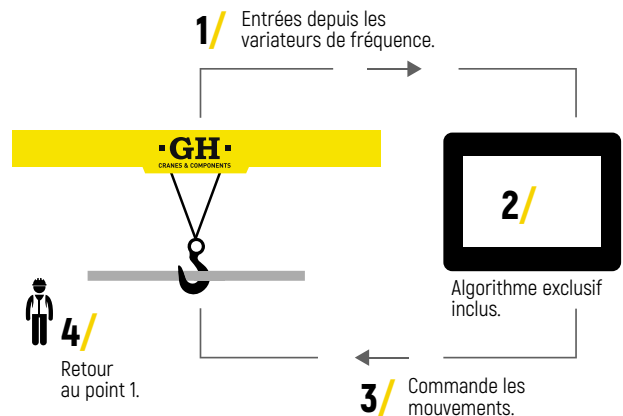 1/ Entrées depuis les
variateurs de fréquence.
·GH·
CRANES & COMPONENTS
2/
Algorithme exclusif
inclus.
3/ Commande les
mouvements.
4/
Retour
au point 1.